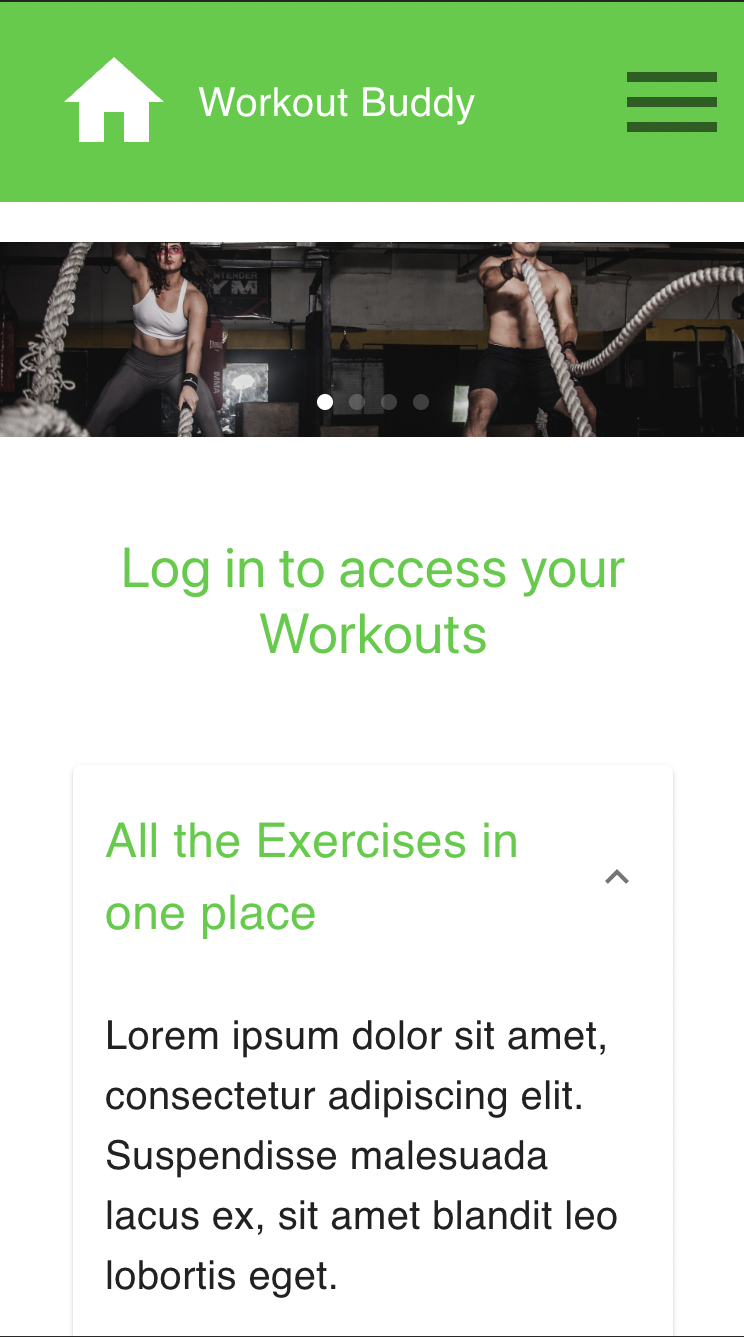 Workout Buddy
Log in to access your
Workouts
All the Exercises in
one place
Lorem ipsum dolor sit amet,
consectetur adipiscing elit.
Suspendisse malesuada
lacus ex, sit amet blandit leo
lobortis eget.